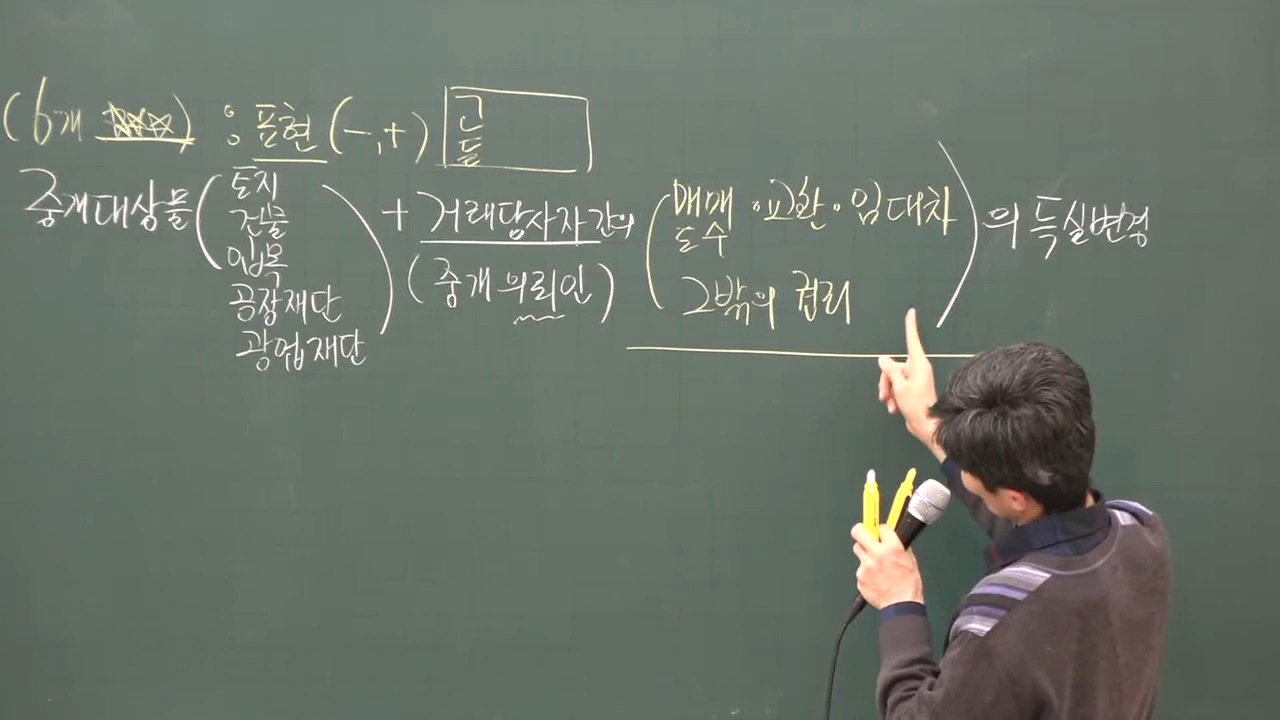 (6개 ☆☆☆) : 표현 (-,+) 그 들
중개대상물 (토지 건물 입목 공장재단 광업재단)
+ 거래당사자간의
(중개의뢰인)
(매매·교환·임대차
그밖의 권리) 의 득실변경